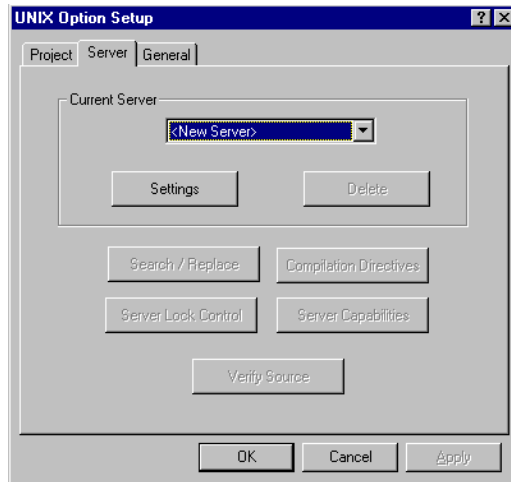 UNIX Option Setup
Project Server General
Current Server
<New Server>
Settings Delete
Search / Replace Compilation Directives
Server Lock Control Server Capabilities
Verify Source
OK Cancel Apply